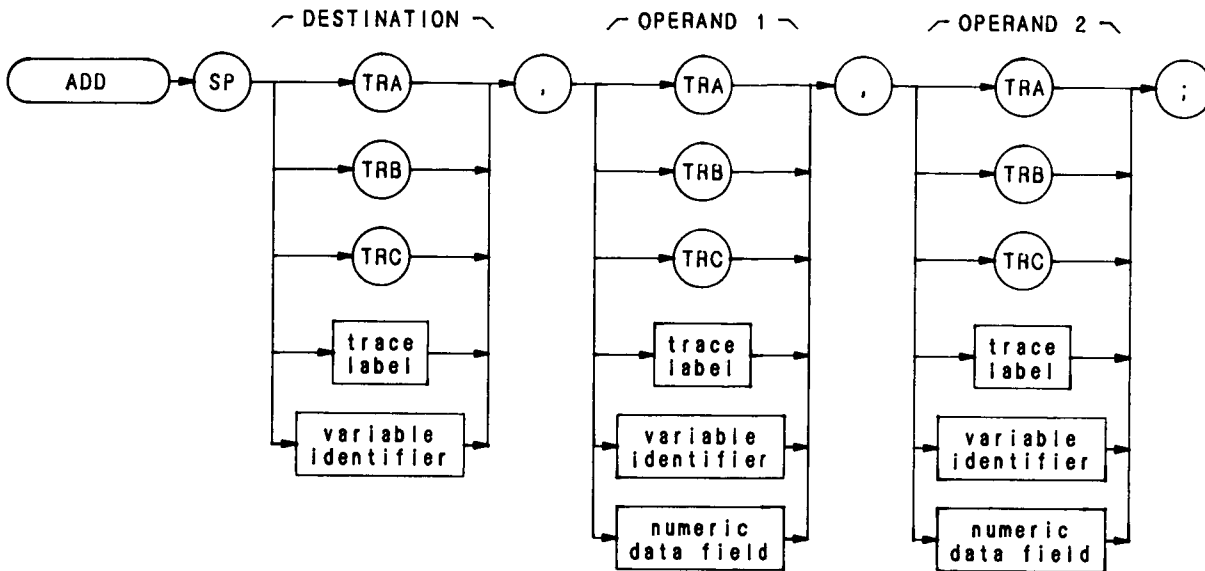 DESTINATION OPERAND 1 OPERAND 2
ADD SP TRA , TRA , TRA ;
TRB TRB TRB
TRC TRC TRC
trace trace trace
label label label
variable variable variable
identifier identifier identifier
numeric numeric
data field data field